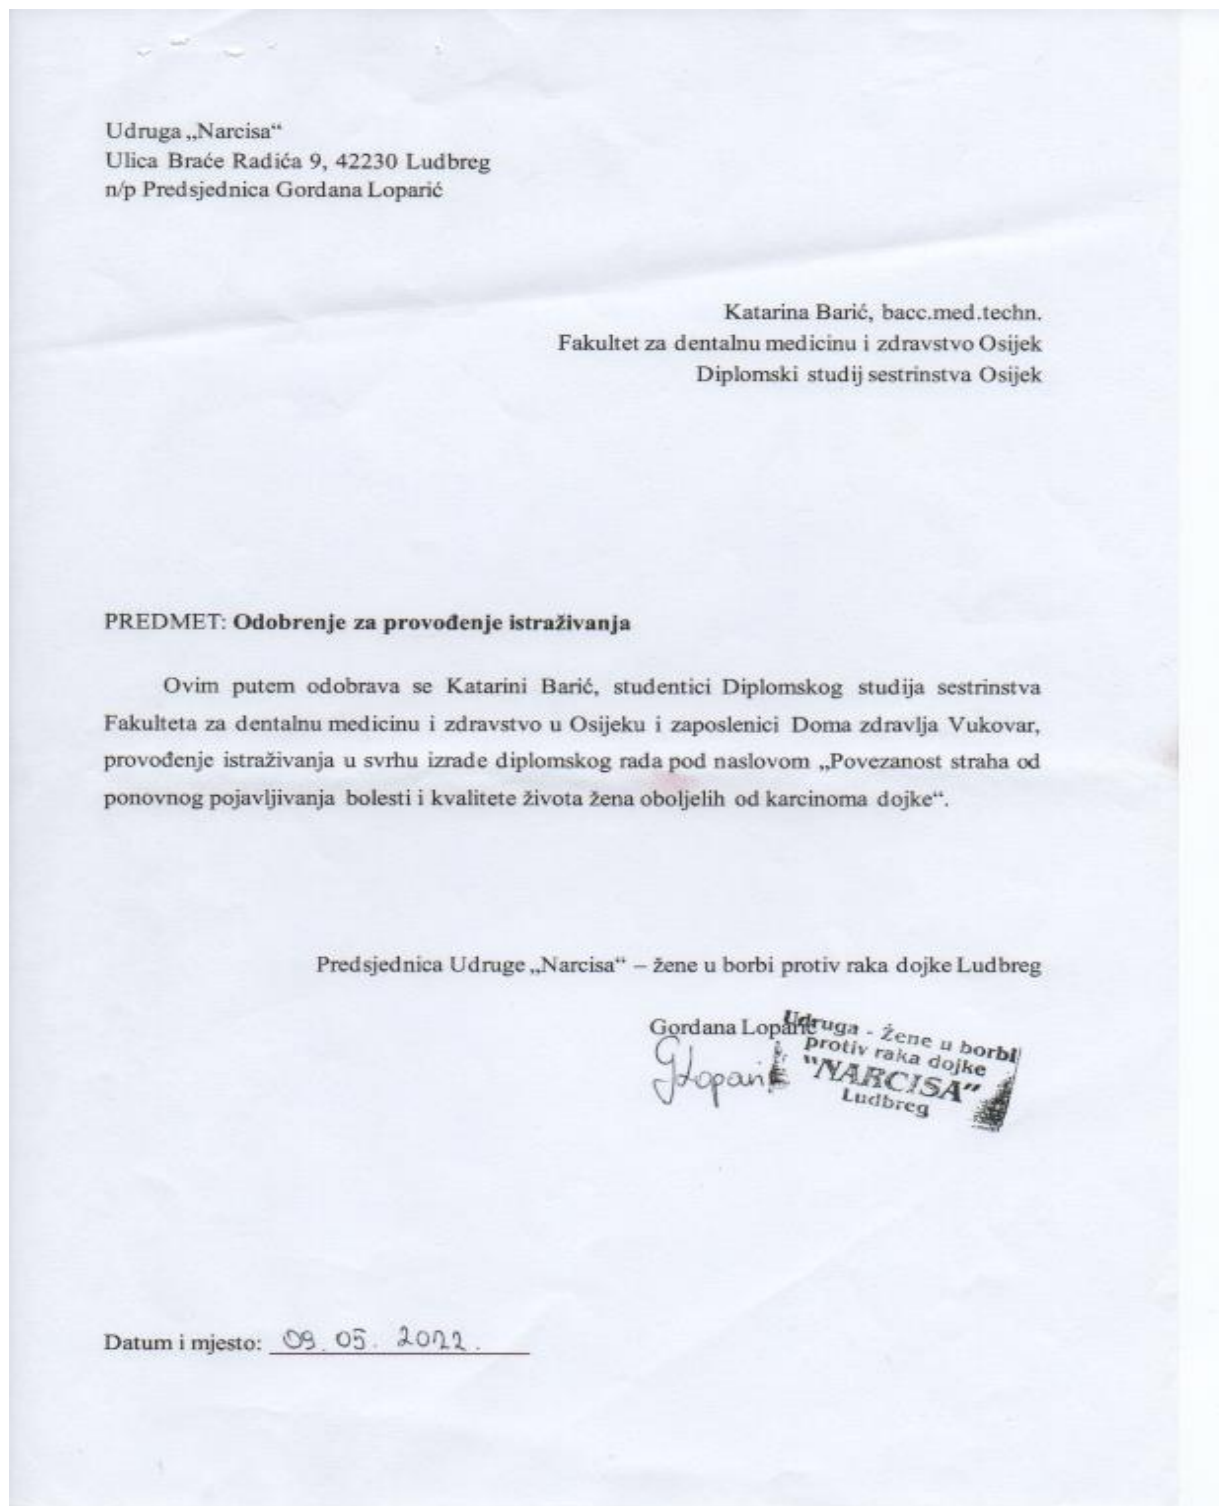 Udruga „Narcisa“
Ulica Braće Radića 9, 42230 Ludbreg
n/p Predsjednica Gordana Loparić
Katarina Barić, bacc.med.techn.
Fakultet za dentalnu medicinu i zdravstvo Osijek
Diplomski studij sestrinstva Osijek
PREDMET: Odobrenje za provođenje istraživanja
Ovim putem odobrava se Katarini Barić, studentici Diplomskog studija sestrinstva
Fakulteta za dentalnu medicinu i zdravstvo u Osijeku i zaposlenici Doma zdravlja Vukovar,
provođenje istraživanja u svrhu izrade diplomskog rada pod naslovom „Povezanost straha od
ponovnog pojavljivanja bolesti i kvalitete života žena oboljelih od karcinoma dojke“.
Predsjednica Udruge „Narcisa“ – žene u borbi protiv raka dojke Ludbreg
Gordana Loparić
GLoparić
Udruga - žene u borbi
protiv raka dojke
"NARCISA"
Ludbreg
Datum i mjesto: 09.05.2022.